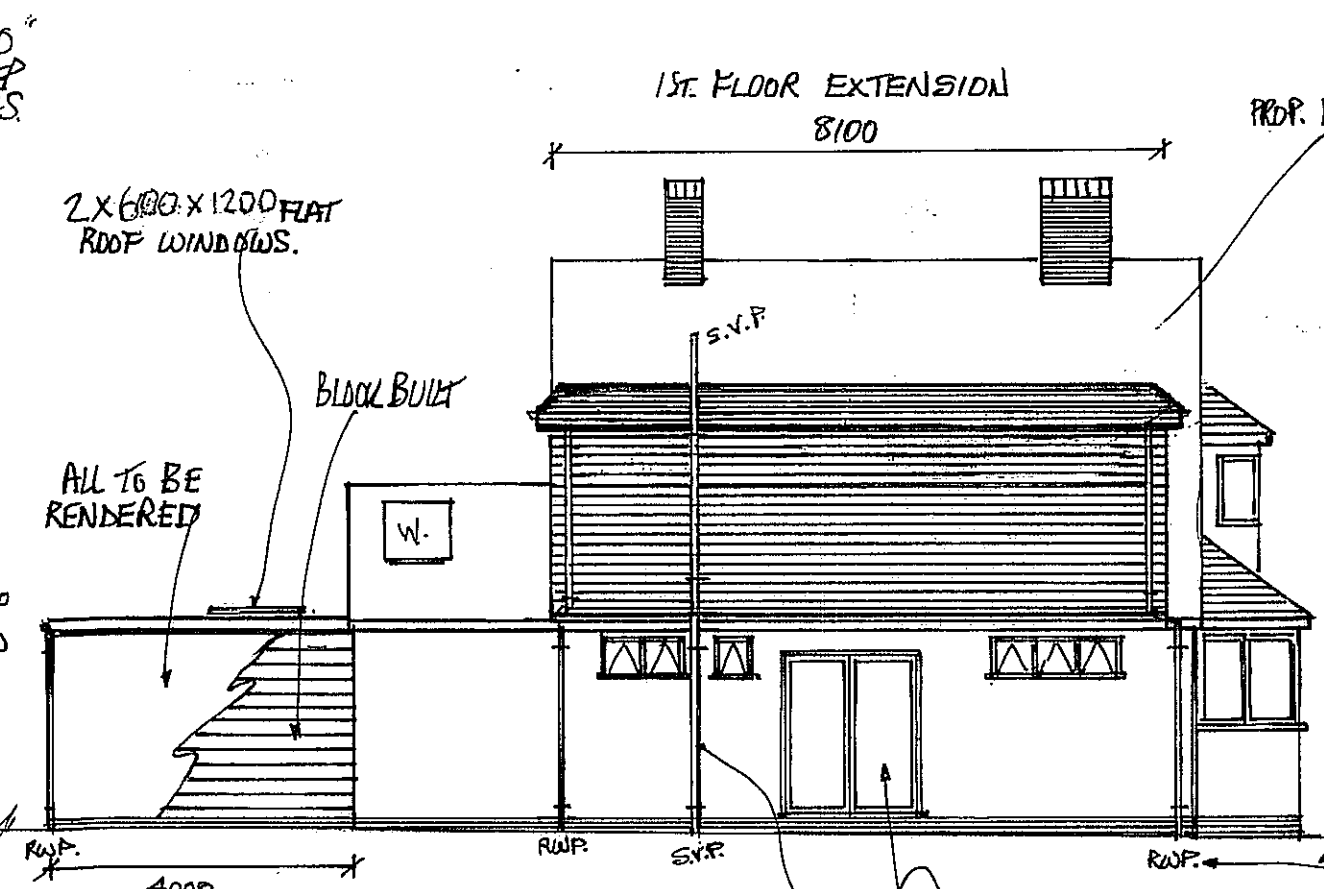 1ST. FLOOR EXTENSION
8100
PROP.
2 X 600 X 1200 FLAT
ROOF WINDOWS.
S.V.P.
BLOCK BUILT
ALL TO BE
RENDERED
W.
RWP.
RWP.
S.V.P.
RWP.
4000